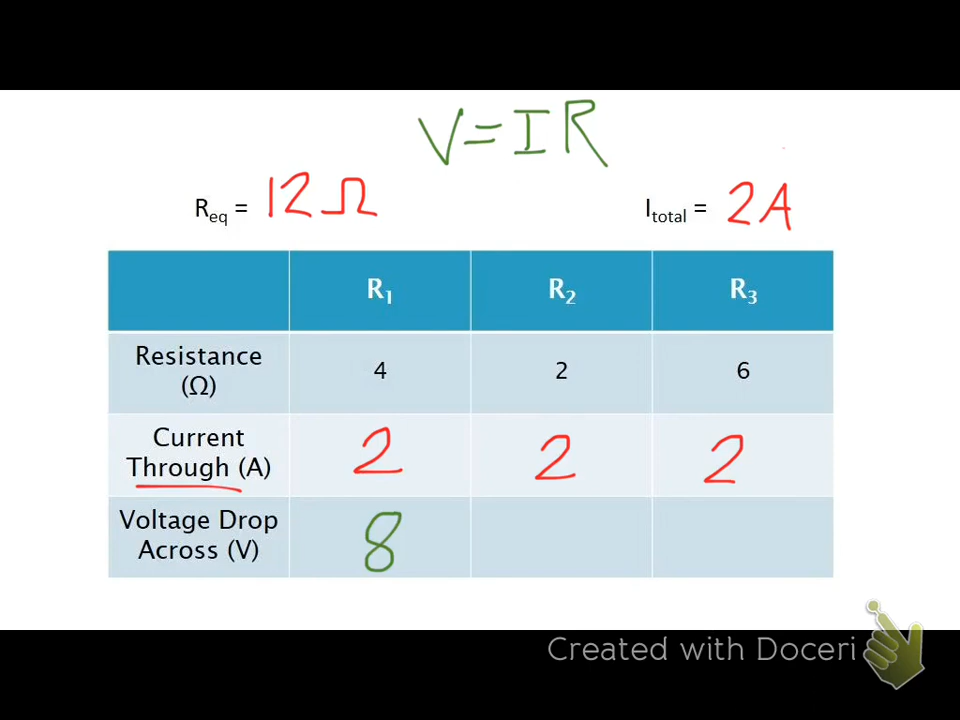 V=IR
Req = 12Ω Itotal = 2A
R1 R2 R3
Resistance
(Ω) 4 2 6
Current
Through (A) 2 2 2
Voltage Drop
Across (V) 8
Created with Doceri